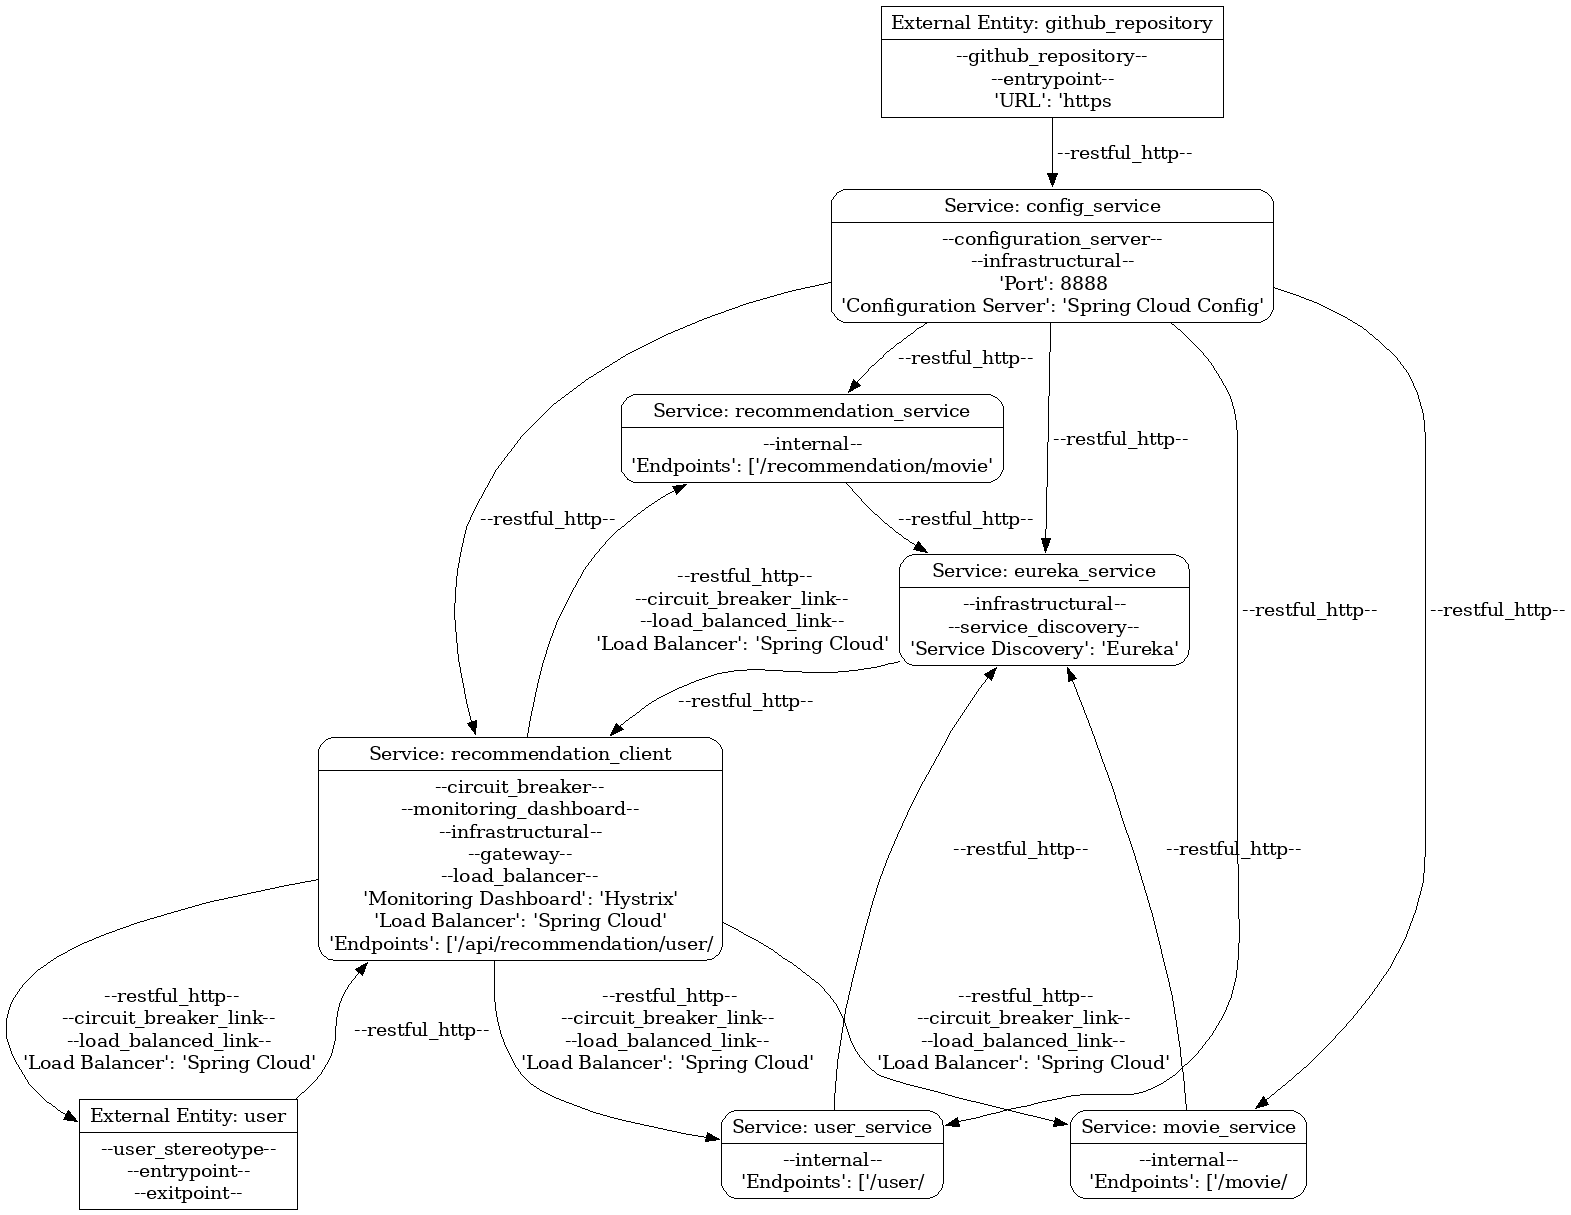 External Entity: github_repository
--github_repository--
--entrypoint--
'URL': 'https
--restful_http--
Service: config_service
--configuration_server--
--infrastructural--
'Port': 8888
'Configuration Server': 'Spring Cloud Config'
--restful_http--
Service: recommendation_service
--internal--
'Endpoints': ['/recommendation/movie'
--restful_http--
--restful_http--
--restful_http--
Service: eureka_service
--infrastructural--
--service_discovery--
'Service Discovery': 'Eureka'
--restful_http--
--circuit_breaker_link--
--load_balanced_link--
'Load Balancer': 'Spring Cloud'
--restful_http--
--restful_http--
--restful_http--
Service: recommendation_client
--circuit_breaker--
--monitoring_dashboard--
--infrastructural--
--gateway--
--load_balancer--
'Monitoring Dashboard': 'Hystrix'
'Load Balancer': 'Spring Cloud'
'Endpoints': ['/api/recommendation/user/
--restful_http--
--restful_http--
--restful_http--
--circuit_breaker_link--
--load_balanced_link--
'Load Balancer': 'Spring Cloud'
--restful_http--
--restful_http--
--circuit_breaker_link--
--load_balanced_link--
'Load Balancer': 'Spring Cloud'
--restful_http--
--circuit_breaker_link--
--load_balanced_link--
'Load Balancer': 'Spring Cloud'
External Entity: user
--user_stereotype--
--entrypoint--
--exitpoint--
Service: user_service
--internal--
'Endpoints': ['/user/
Service: movie_service
--internal--
'Endpoints': ['/movie/